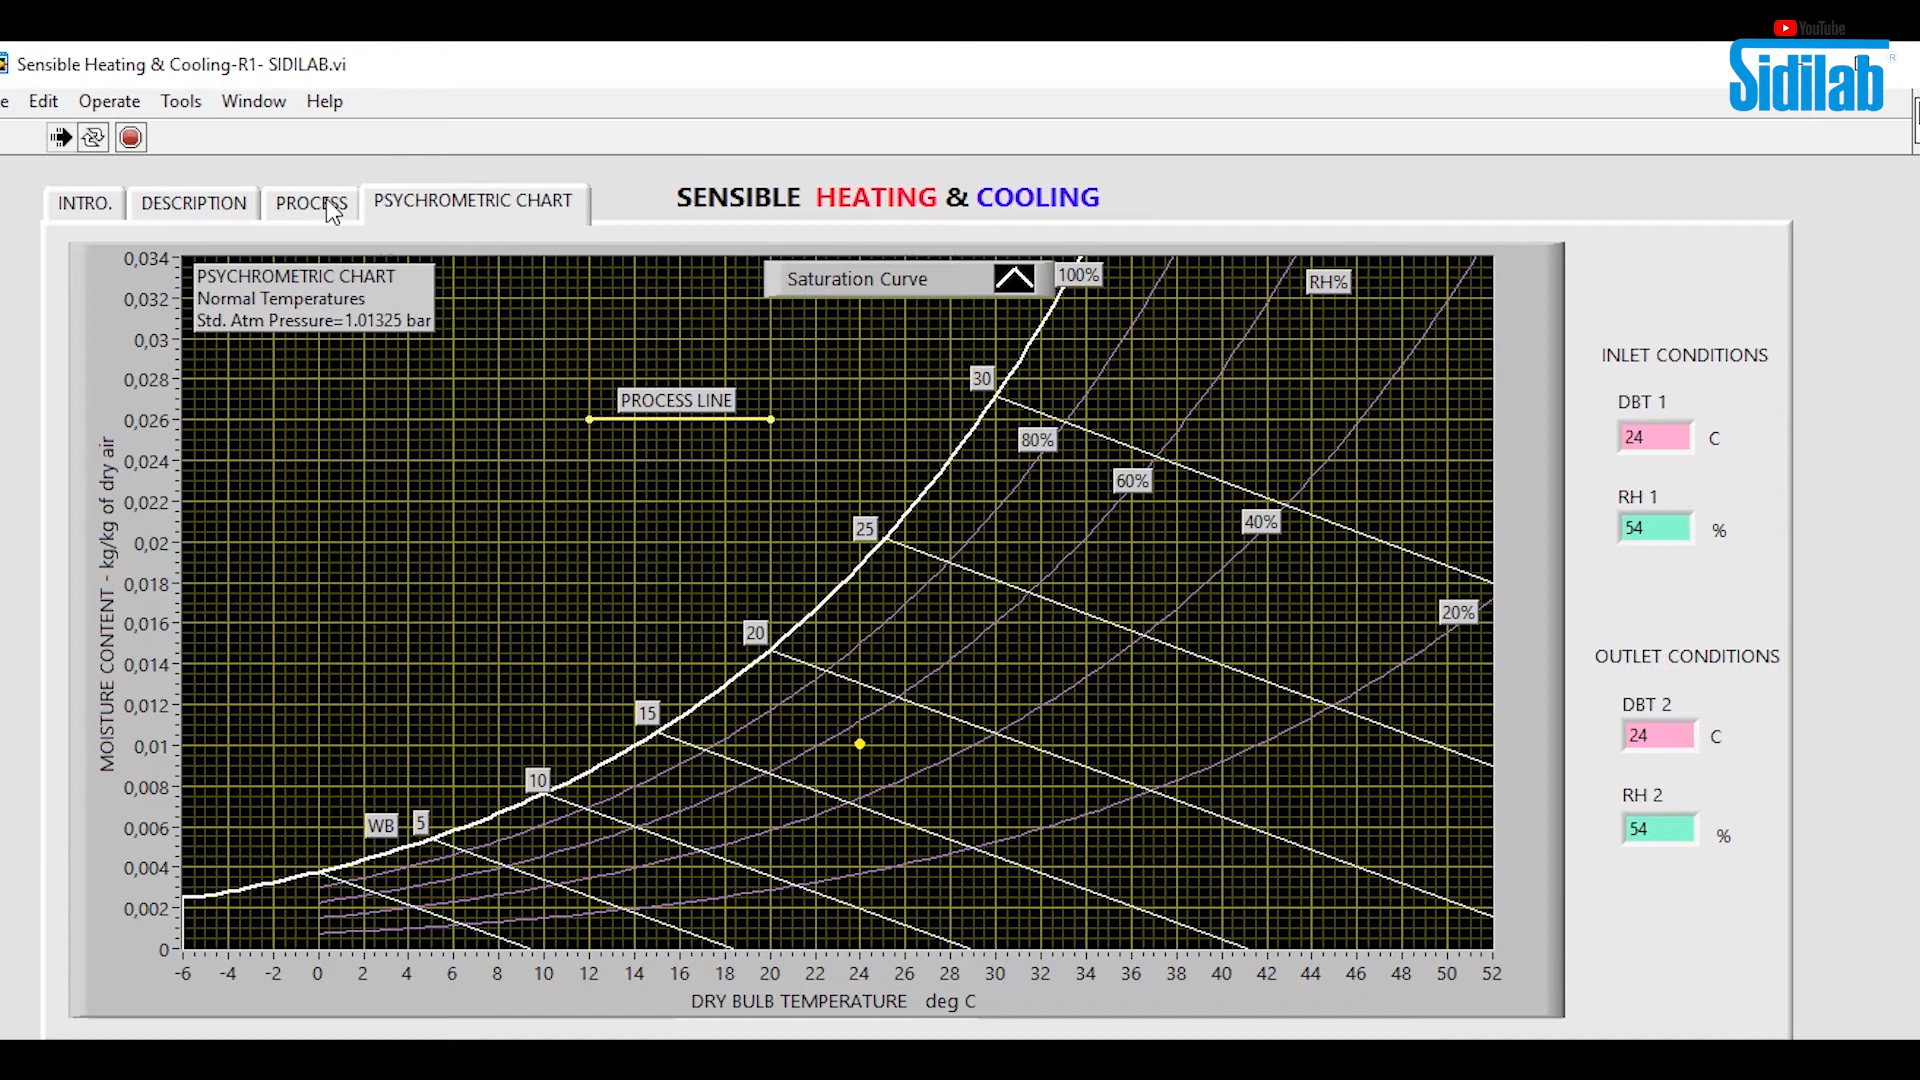 YouTube
Sidilab
Sensible Heating & Cooling-R1- SIDILAB.vi
e Edit Operate Tools Window Help
INTRO.
DESCRIPTION
PROCESS
PSYCHROMETRIC CHART
SENSIBLE HEATING & COOLING
PSYCHROMETRIC CHART
Normal Temperatures
Std. Atm Pressure=1.01325 bar
Saturation Curve
100%
RH%
PROCESS LINE
30
80%
60%
40%
25
20%
20
15
10
WB 5
0,034
0,032
0,03
0,028
0,026
0,024
0,022
0,02
0,018
0,016
0,014
0,012
0,01
0,008
0,006
0,004
0,002
0
MOISTURE CONTENT - kg/kg of dry air
-6 -4 -2 0 2 4 6 8 10 12 14 16 18 20 22 24 26 28 30 32 34 36 38 40 42 44 46 48 50 52
DRY BULB TEMPERATURE deg C
INLET CONDITIONS
DBT 1
24 C
RH 1
54 %
OUTLET CONDITIONS
DBT 2
24 C
RH 2
54 %